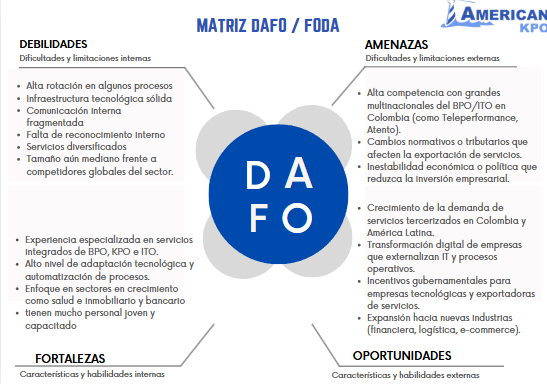 MATRIZ DAFO / FODA
AMERICAN
KPO
DEBILIDADES
Dificultades y limitaciones internas
• Alta rotación en algunos procesos
• Infraestructura tecnológica sólida
• Comunicación interna
fragmentada
• Falta de reconocimiento interno
• Servicios diversificados
• Tamaño aún mediano frente a
competidores globales del sector.
AMENAZAS
Dificultades y limitaciones externas
• Alta competencia con grandes
multinacionales del BPO/ITO en
Colombia (como Teleperformance,
Atento).
• Cambios normativos o tributarios que
afecten la exportación de servicios.
• Inestabilidad económica o política que
reduzca la inversión empresarial.
D A
F O
• Experiencia especializada en servicios
integrados de BPO, KPO e ITO.
• Alto nivel de adaptación tecnológica y
automatización de procesos.
• Enfoque en sectores en crecimiento
como salud e inmobiliario y bancario
• tienen mucho personal joven y
capacitado
FORTALEZAS
Características y habilidades internas
• Crecimiento de la demanda de
servicios tercerizados en Colombia y
América Latina.
• Transformación digital de empresas
que externalizan IT y procesos
operativos.
• Incentivos gubernamentales para
empresas tecnológicas y exportadoras
de servicios.
• Expansión hacia nuevas industrias
(financiera, logística, e-commerce).
OPORTUNIDADES
Características y habilidades externas